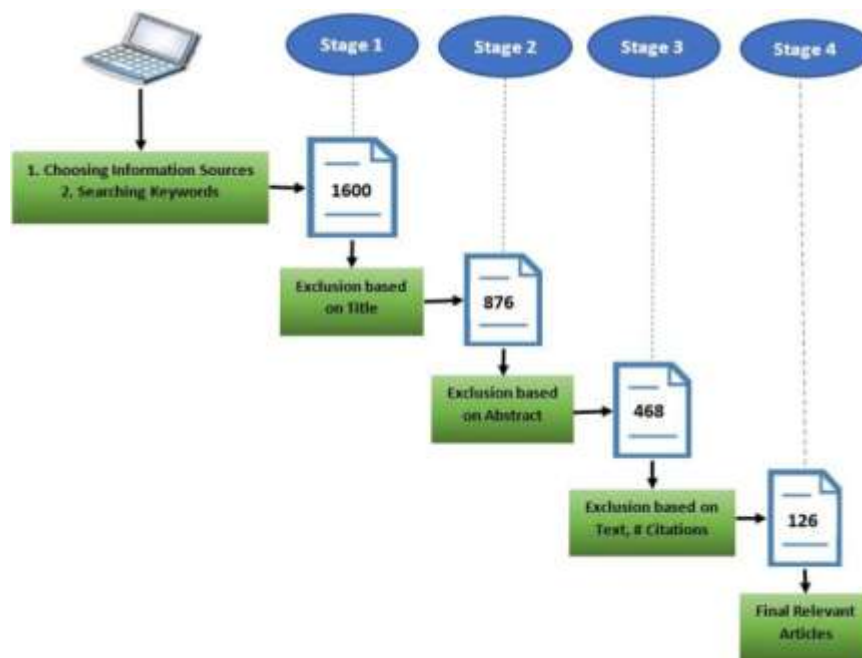 Stage 1
Stage 2
Stage 3
Stage 4
1. Choosing Information Sources
2. Searching Keywords
1600
Exclusion based
on Title
876
Exclusion based
on Abstract
468
Exclusion based on
Text, # Citations
126
Final Relevant
Articles